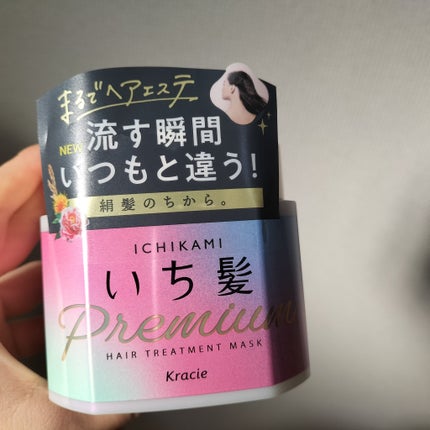 まるでヘアエステ
NEW 流す瞬間
いつもと違う!
絹髪のちから。
ICHIKAMI
いち髪
Premium
HAIR TREATMENT MASK
Kracie